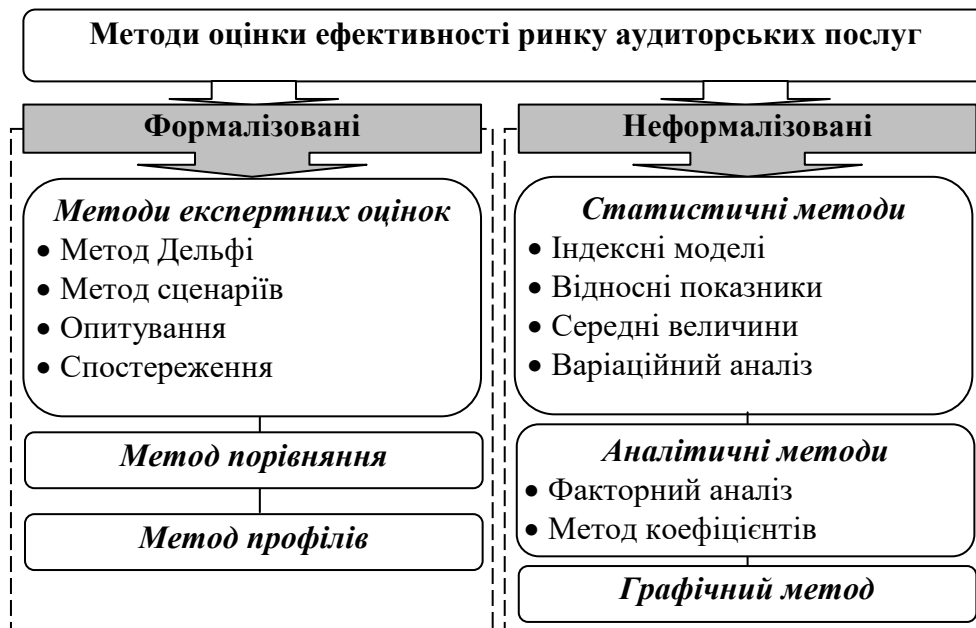 Методи оцінки ефективності ринку аудиторських послуг
Формалізовані
Методи експертних оцінок
• Метод Дельфі
• Метод сценаріїв
• Опитування
• Спостереження
Метод порівняння
Метод профілів
Неформалізовані
Статистичні методи
• Індексні моделі
• Відносні показники
• Середні величини
• Варіаційний аналіз
Аналітичні методи
• Факторний аналіз
• Метод коефіцієнтів
Графічний метод